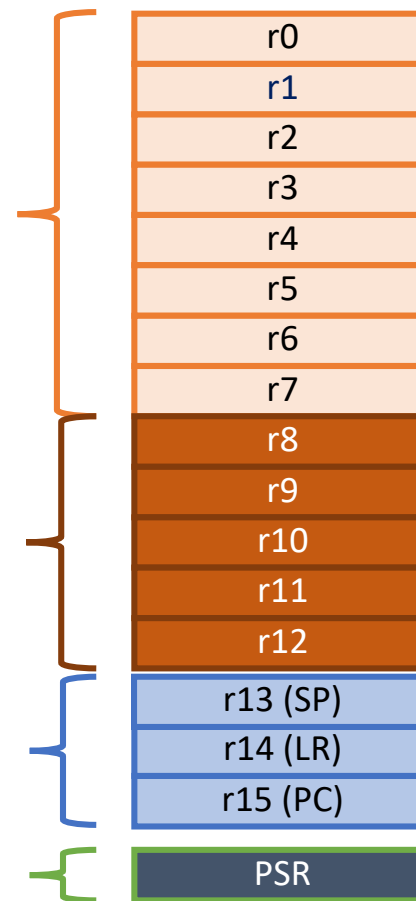 r0
r1
r2
r3
r4
r5
r6
r7
r8
r9
r10
r11
r12
r13 (SP)
r14 (LR)
r15 (PC)
PSR